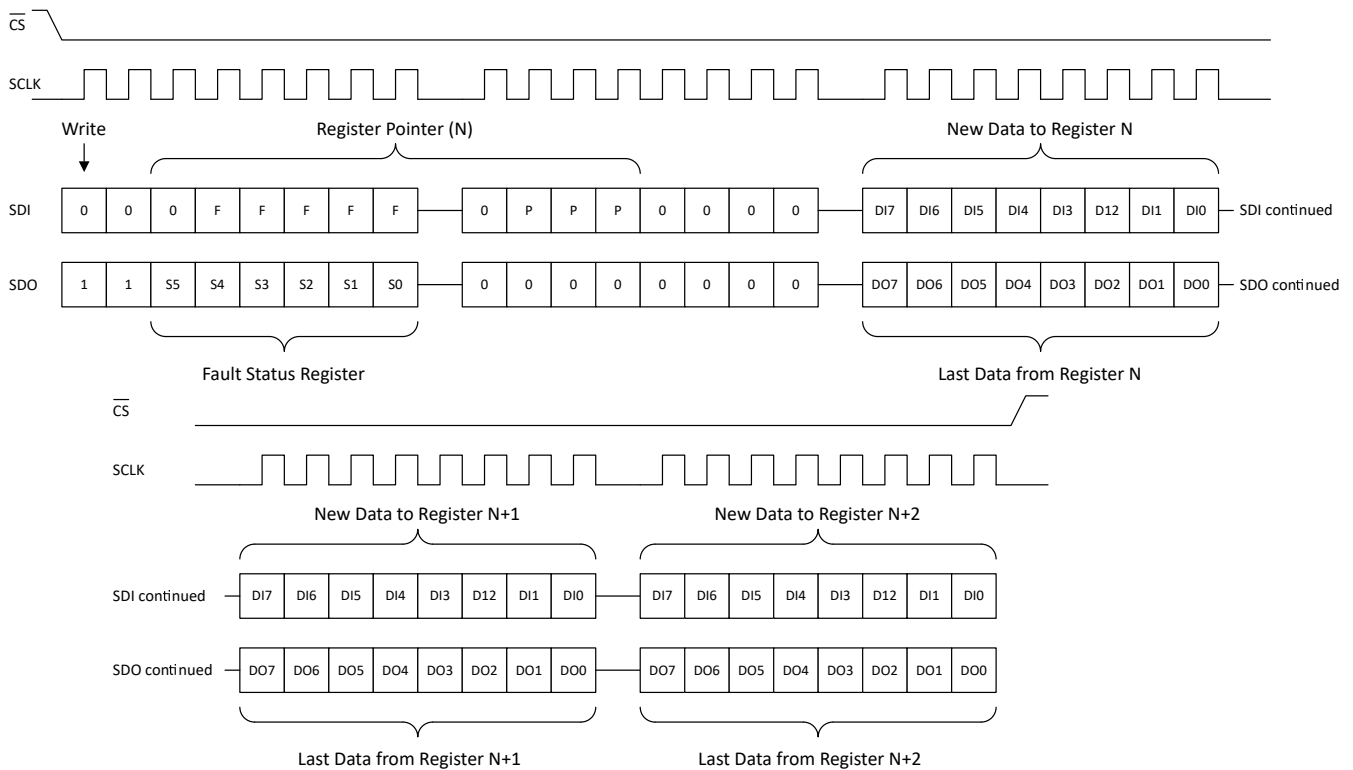 CS
SCLK
Write
Register Pointer (N)
New Data to Register N
SDI 0 0 0 F F F F F 0 P P P 0 0 0 0 DI7 DI6 DI5 DI4 DI3 D12 DI1 DI0 SDI continued
SDO 1 1 S5 S4 S3 S2 S1 S0 0 0 0 0 0 0 0 0 DO7 DO6 DO5 DO4 DO3 DO2 DO1 DO0 SDO continued
Fault Status Register
Last Data from Register N
CS
SCLK
New Data to Register N+1
New Data to Register N+2
SDI continued DI7 DI6 DI5 DI4 DI3 D12 DI1 DI0 DI7 DI6 DI5 DI4 DI3 D12 DI1 DI0
SDO continued DO7 DO6 DO5 DO4 DO3 DO2 DO1 DO0 DO7 DO6 DO5 DO4 DO3 DO2 DO1 DO0
Last Data from Register N+1
Last Data from Register N+2